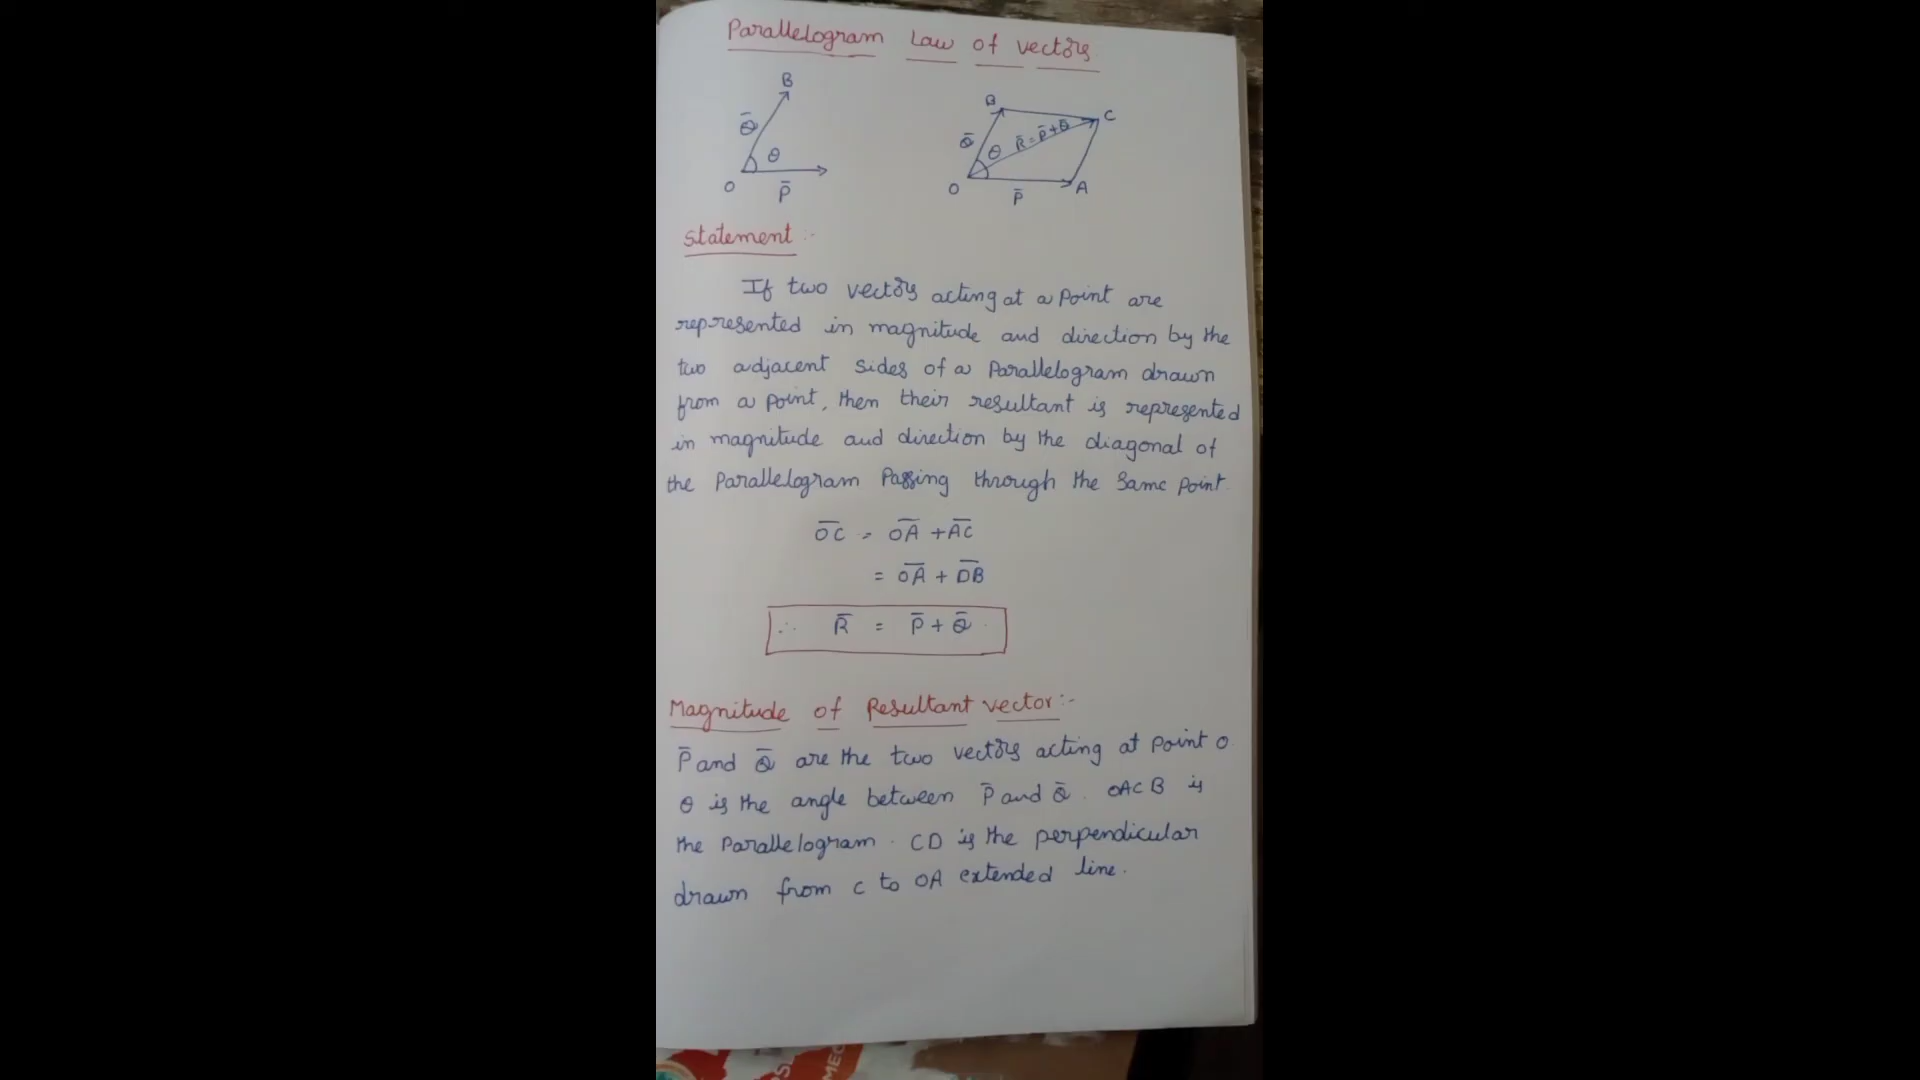 Parallelogram Law of vectors
B
Q̄
θ
O
P̄
B
C
Q̄
θ
R̄ = P̄ + Q̄
O
P̄
A
Statement :-
If two vectors acting at a point are
represented in magnitude and direction by the
two adjacent sides of a parallelogram drawn
from a point, then their resultant is represented
in magnitude and direction by the diagonal of
the parallelogram passing through the same point.
O̅C̅ = O̅A̅ + A̅C̅
= O̅A̅ + D̅B̅
∴ R̄ = P̄ + Q̄
Magnitude of Resultant vector :-
P̄ and Q̄ are the two vectors acting at point O
θ is the angle between P̄ and Q̄. OACB is
the parallelogram. CD is the perpendicular
drawn from C to OA extended line.